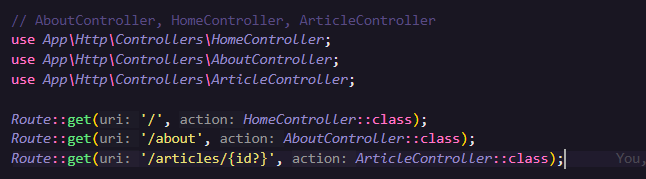 // AboutController, HomeController, ArticleController
use App\Http\Controllers\HomeController;
use App\Http\Controllers\AboutController;
use App\Http\Controllers\ArticleController;
Route::get(uri: '/', action: HomeController::class);
Route::get(uri: '/about', action: AboutController::class);
Route::get(uri: '/articles/{id?}', action: ArticleController::class); You,